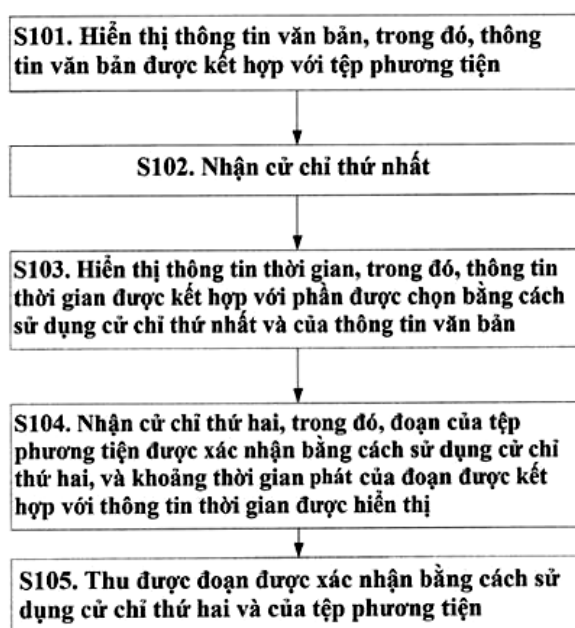 S101. Hiển thị thông tin văn bản, trong đó, thông
tin văn bản được kết hợp với tệp phương tiện
S102. Nhận cử chỉ thứ nhất
S103. Hiển thị thông tin thời gian, trong đó, thông tin
thời gian được kết hợp với phần được chọn bằng cách
sử dụng cử chỉ thứ nhất và của thông tin văn bản
S104. Nhận cử chỉ thứ hai, trong đó, đoạn của tệp
phương tiện được xác nhận bằng cách sử dụng cử chỉ
thứ hai, và khoảng thời gian phát của đoạn được kết
hợp với thông tin thời gian được hiển thị
S105. Thu được đoạn được xác nhận bằng cách sử
dụng cử chỉ thứ hai và của tệp phương tiện